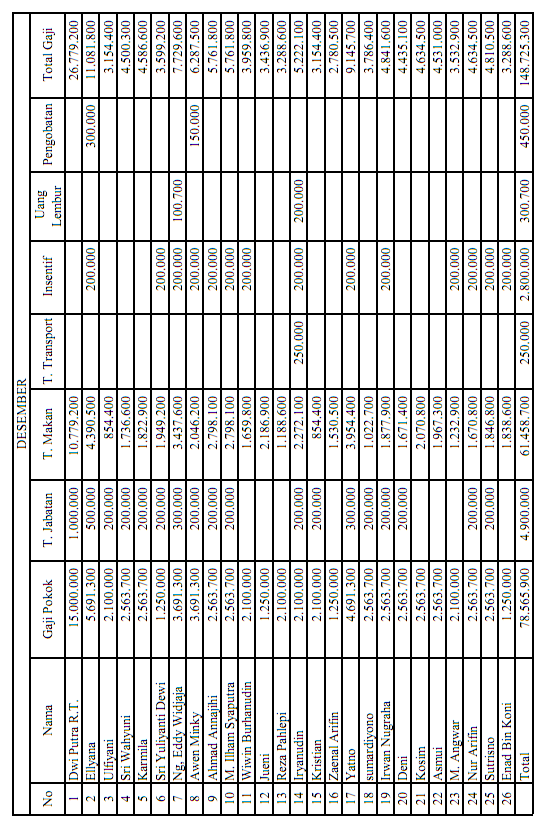 DESEMBER
No Nama Gaji Pokok T. Jabatan T. Makan T. Transport Insentif Uang Lembur Pengobatan Total Gaji
1 Dwi Putra R.T. 15.000.000 1.000.000 10.779.200 26.779.200
2 Ellyana 5.691.300 500.000 4.390.500 200.000 300.000 11.081.800
3 Ulfiyani 2.100.000 200.000 854.400 3.154.400
4 Sri Wahyuni 2.563.700 200.000 1.736.600 4.500.300
5 Karmila 2.563.700 200.000 1.822.900 4.586.600
6 Sri Yuliyanti Dewi 1.250.000 200.000 1.949.200 200.000 3.599.200
7 Ng. Eddy Widjaja 3.691.300 300.000 3.437.600 200.000 100.700 7.729.600
8 Awen Minky 3.691.300 200.000 2.046.200 200.000 150.000 6.287.500
9 Ahmad Annajihi 2.563.700 200.000 2.798.100 200.000 5.761.800
10 M. Ilham Syaputra 2.563.700 200.000 2.798.100 200.000 5.761.800
11 Wiwin Burhanudin 2.100.000 1.659.800 200.000 3.959.800
12 Jueni 1.250.000 2.186.900 3.436.900
13 Reza Pahlepi 2.100.000 1.188.600 3.288.600
14 Iryanudin 2.100.000 200.000 2.272.100 250.000 200.000 200.000 5.222.100
15 Kristian 2.100.000 200.000 854.400 3.154.400
16 Zaenal Arifin 1.250.000 1.530.500 2.780.500
17 Yatno 4.691.300 300.000 3.954.400 200.000 9.145.700
18 sumardiyono 2.563.700 200.000 1.022.700 3.786.400
19 Irwan Nugraha 2.563.700 200.000 1.877.900 200.000 4.841.600
20 Deni 2.563.700 200.000 1.671.400 4.435.100
21 Kosim 2.563.700 2.070.800 4.634.500
22 Asmui 2.563.700 1.967.300 4.531.000
23 M. Angwar 2.100.000 1.232.900 200.000 3.532.900
24 Nur Arifin 2.563.700 200.000 1.670.800 200.000 4.634.500
25 Sutrisno 2.563.700 200.000 1.846.800 200.000 4.810.500
26 Enad Bin Koni 1.250.000 1.838.600 200.000 3.288.600
Total 78.565.900 4.900.000 61.458.700 250.000 2.800.000 300.700 450.000 148.725.300